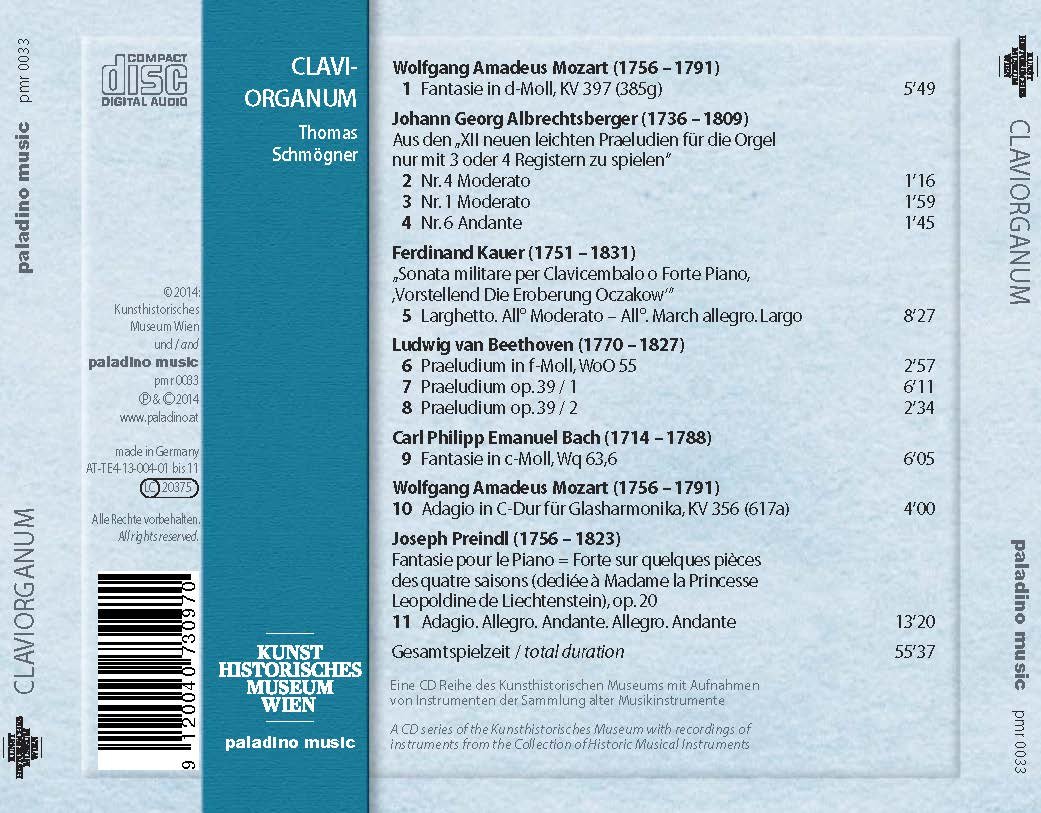 paladino music pmr 0033
CLAVIORGANUM
KUNST
HISTORISCHES
MUSEUM
WIEN
COMPACT
disc
DIGITAL AUDIO
© 2014:
Kunsthistorisches
Museum Wien
und / and
paladino music
pmr 0033
Ⓟ & © 2014
www.paladino.at
made in Germany
AT-TE4-13-004-01 bis 11
LC 20375
Alle Rechte vorbehalten.
All rights reserved.
9 120040 730970
CLAVI-
ORGANUM
Thomas
Schmögner
KUNST
HISTORISCHES
MUSEUM
WIEN
paladino music
Wolfgang Amadeus Mozart (1756 – 1791)
1 Fantasie in d-Moll, KV 397 (385g) 5’49
Johann Georg Albrechtsberger (1736 – 1809)
Aus den „XII neuen leichten Praeludien für die Orgel
nur mit 3 oder 4 Registern zu spielen“
2 Nr. 4 Moderato 1’16
3 Nr. 1 Moderato 1’59
4 Nr. 6 Andante 1’45
Ferdinand Kauer (1751 – 1831)
„Sonata militare per Clavicembalo o Forte Piano,
‚Vorstellend Die Eroberung Oczakow‘“
5 Larghetto. All° Moderato – All°. March allegro. Largo 8’27
Ludwig van Beethoven (1770 – 1827)
6 Praeludium in f-Moll, WoO 55 2’57
7 Praeludium op. 39 / 1 6’11
8 Praeludium op. 39 / 2 2’34
Carl Philipp Emanuel Bach (1714 – 1788)
9 Fantasie in c-Moll, Wq 63,6 6’05
Wolfgang Amadeus Mozart (1756 – 1791)
10 Adagio in C-Dur für Glasharmonika, KV 356 (617a) 4’00
Joseph Preindl (1756 – 1823)
Fantasie pour le Piano = Forte sur quelques pièces
des quatre saisons (dediée à Madame la Princesse
Leopoldine de Liechtenstein), op. 20
11 Adagio. Allegro. Andante. Allegro. Andante 13’20
Gesamtspielzeit / total duration 55’37
Eine CD Reihe des Kunsthistorischen Museums mit Aufnahmen
von Instrumenten der Sammlung alter Musikinstrumente
A CD series of the Kunsthistorisches Museum with recordings of
instruments from the Collection of Historic Musical Instruments
KUNST
HISTORISCHES
MUSEUM
WIEN
CLAVIORGANUM
paladino music pmr 0033